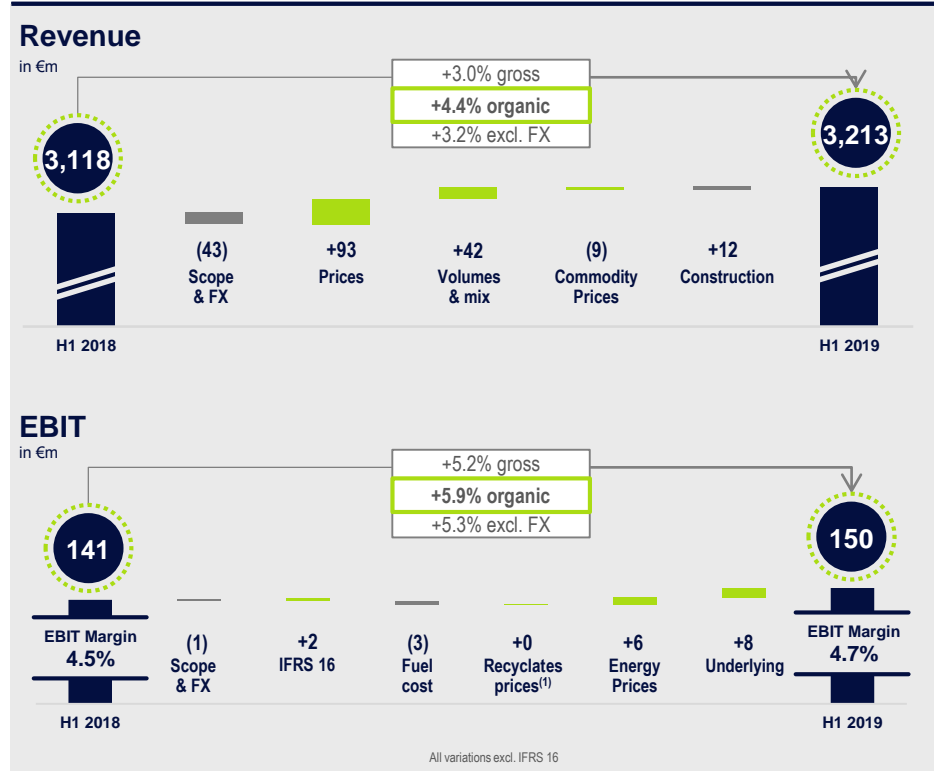 Revenue
in €m
+3.0% gross
+4.4% organic
+3.2% excl. FX
3,118
3,213
(43)
Scope
& FX
+93
Prices
+42
Volumes
& mix
(9)
Commodity
Prices
+12
Construction
H1 2018
H1 2019
EBIT
in €m
+5.2% gross
+5.9% organic
+5.3% excl. FX
141
150
EBIT Margin
4.5%
(1)
Scope
& FX
+2
IFRS 16
(3)
Fuel
cost
+0
Recyclates
prices(1)
+6
Energy
Prices
+8
Underlying
EBIT Margin
4.7%
H1 2018
H1 2019
All variations excl. IFRS 16